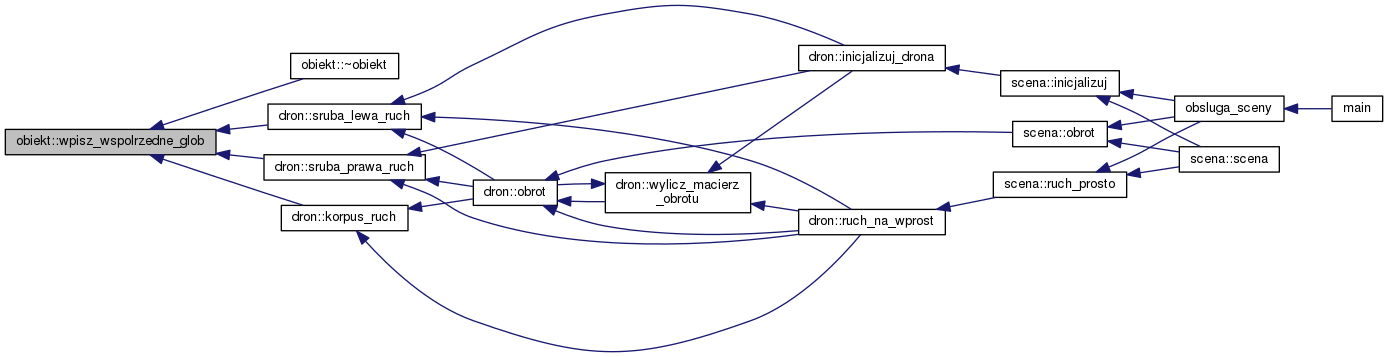 obiekt::wpisz_wspolrzedne_glob
obiekt::~obiekt
dron::sruba_lewa_ruch
dron::sruba_prawa_ruch
dron::korpus_ruch
dron::obrot
dron::wylicz_macierz
_obrotu
dron::inicjalizuj_drona
dron::ruch_na_wprost
scena::inicjalizuj
scena::obrot
scena::ruch_prosto
obsluga_sceny
scena::scena
main